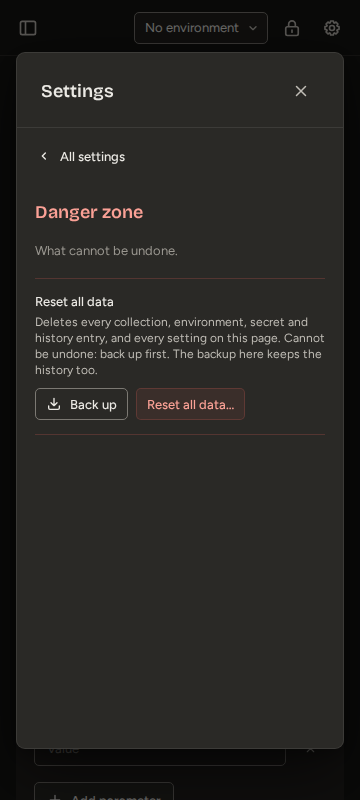 No environment
Settings
All settings
Danger zone
What cannot be undone.
Reset all data
Deletes every collection, environment, secret and
history entry, and every setting on this page. Cannot
be undone: back up first. The backup here keeps the
history too.
Back up
Reset all data...
Value
Add parameter